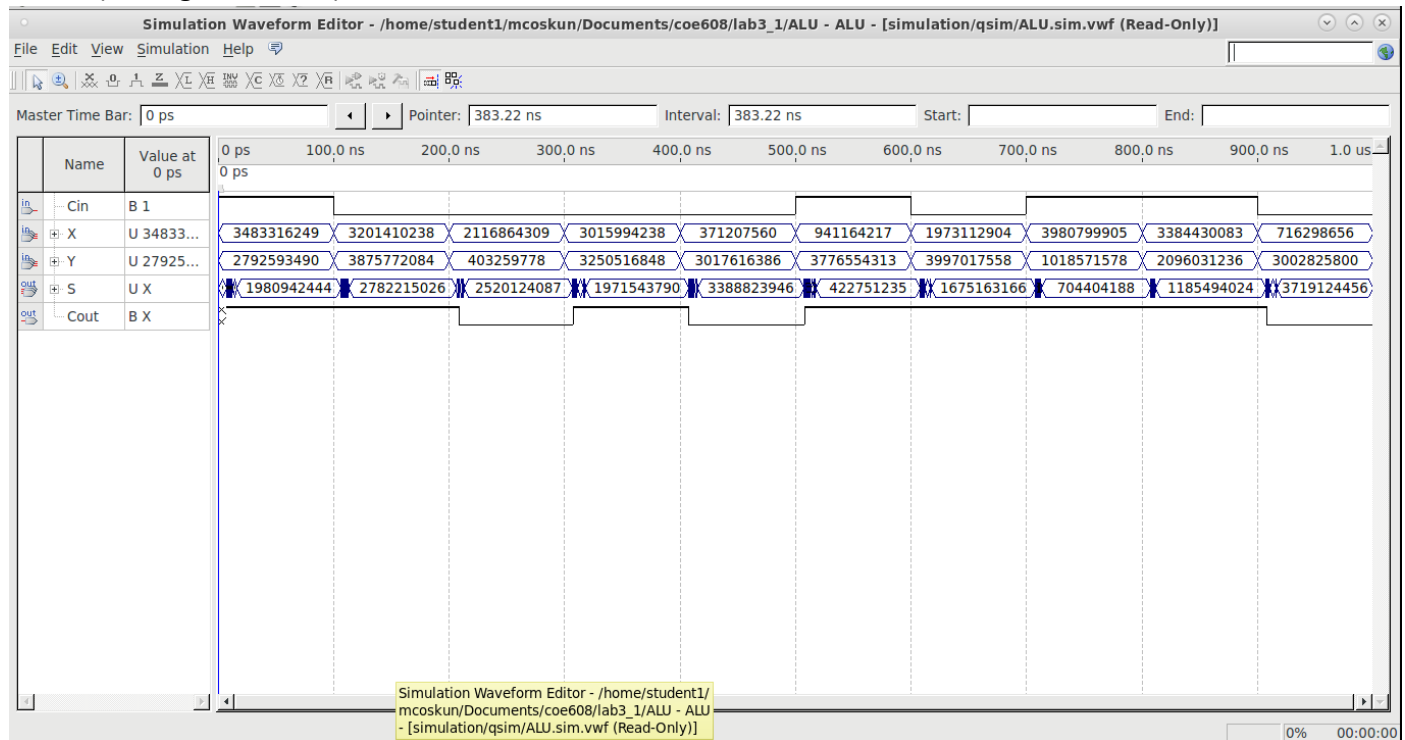 Simulation Waveform Editor - /home/student1/mcoskun/Documents/coe608/lab3_1/ALU - ALU - [simulation/qsim/ALU.sim.vwf (Read-Only)]
File Edit View Simulation Help
Master Time Bar: 0 ps Pointer: 383.22 ns Interval: 383.22 ns Start: End:
Name Value at 0 ps 0 ps 100.0 ns 200.0 ns 300.0 ns 400.0 ns 500.0 ns 600.0 ns 700.0 ns 800.0 ns 900.0 ns 1.0 us
0 ps
in Cin B 1
in X U 34833... 3483316249 3201410238 2116864309 3015994238 371207560 941164217 1973112904 3980799905 3384430083 716298656
in Y U 27925... 2792593490 3875772084 403259778 3250516848 3017616386 3776554313 3997017558 1018571578 2096031236 3002825800
out S U X 1980942444 2782215026 2520124087 1971543790 3388823946 422751235 1675163166 704404188 1185494024 3719124456
out Cout B X
Simulation Waveform Editor - /home/student1/
mcoskun/Documents/coe608/lab3_1/ALU - ALU
- [simulation/qsim/ALU.sim.vwf (Read-Only)]
0% 00:00:00